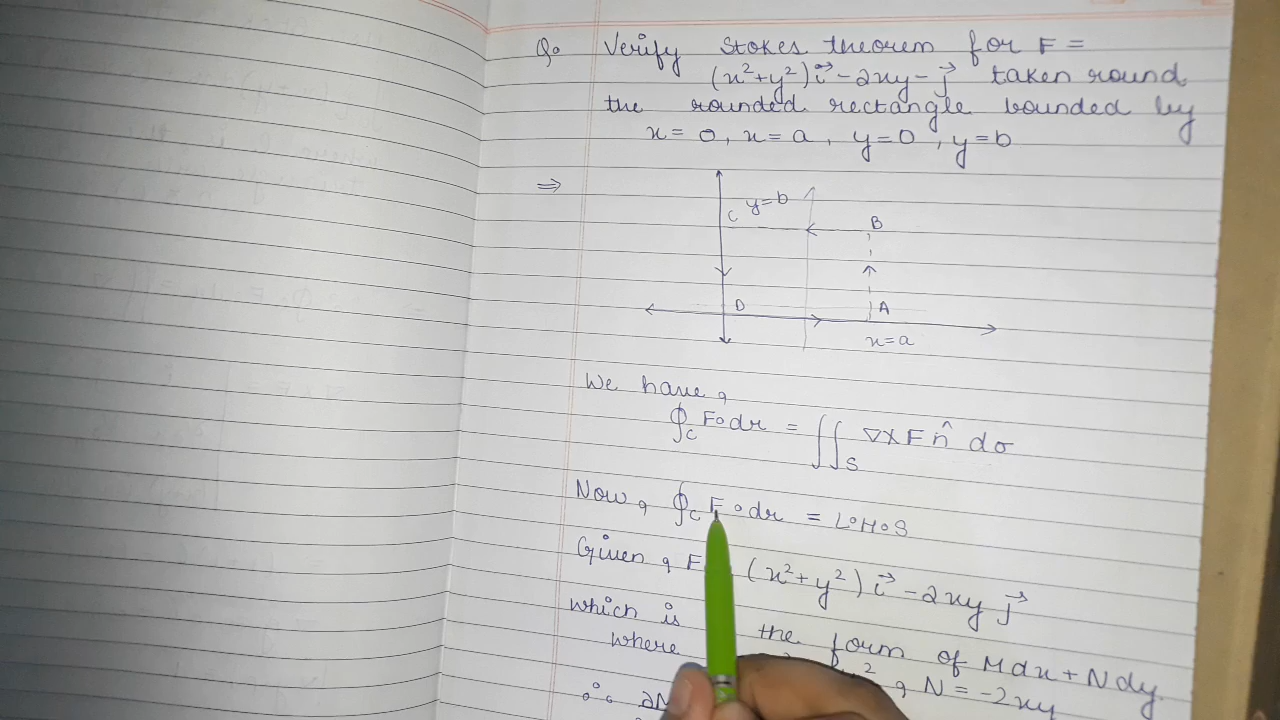 Q. Verify Stokes theorem for F =
(x²+y²)i⃗ - 2xy - j⃗ taken round
the rounded rectangle bounded by
x = 0, x = a, y = 0, y = b
⇒
y=b
C B
D A
x=a
We have,
∮c F∘dr = ∬s ∇×F n̂ dσ
Now, ∮c F∘dr = L∘H∘S
Given, F (x²+y²) i⃗ - 2xy j⃗
which is the form of Mdx + Ndy
where ², N = -2xy